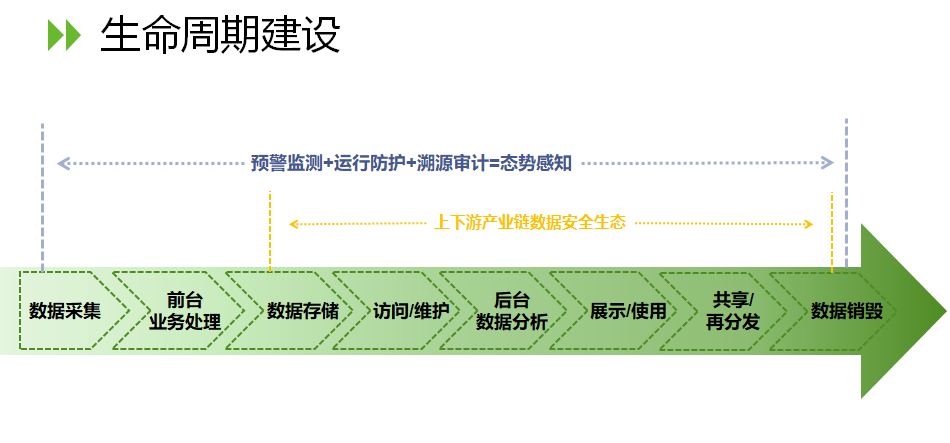 生命周期建设
预警监测+运行防护+溯源审计=态势感知
上下游产业链数据安全生态
数据采集
前台
业务处理
数据存储
访问/维护
后台
数据分析
展示/使用
共享/
再分发
数据销毁